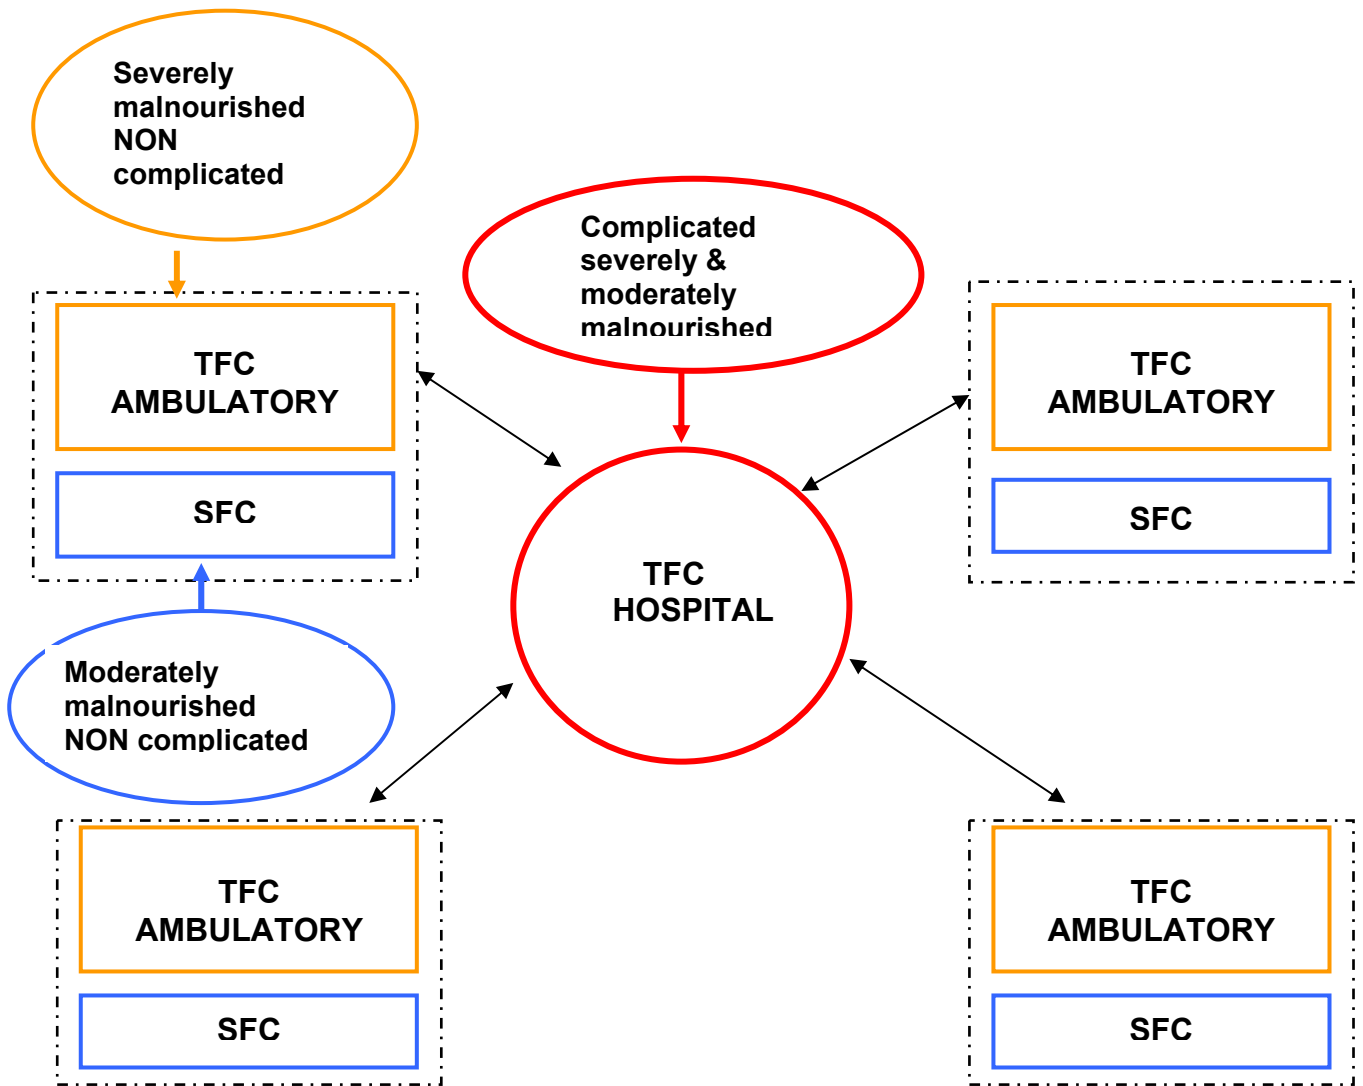 Severely
malnourished
NON
complicated
Complicated
severely &
moderately
malnourished
TFC
AMBULATORY
SFC
TFC
AMBULATORY
SFC
TFC
HOSPITAL
Moderately
malnourished
NON complicated
TFC
AMBULATORY
SFC
TFC
AMBULATORY
SFC